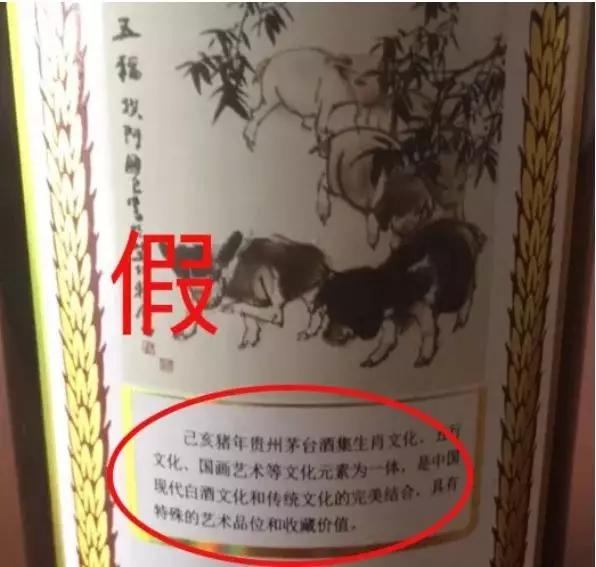 五福
假
己亥猪年贵州茅台酒集生肖文化、五行
文化、国画艺术等文化元素为一体，是中国
现代白酒文化和传统文化的完美结合，具有
特殊的艺术品位和收藏价值。